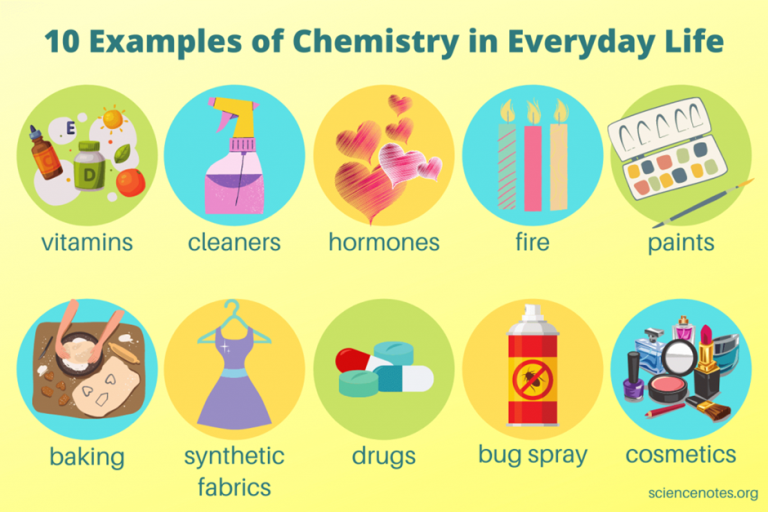 10 Examples of Chemistry in Everyday Life
E
C
D
vitamins
cleaners
hormones
fire
paints
baking
synthetic
fabrics
drugs
bug spray
cosmetics
sciencenotes.org